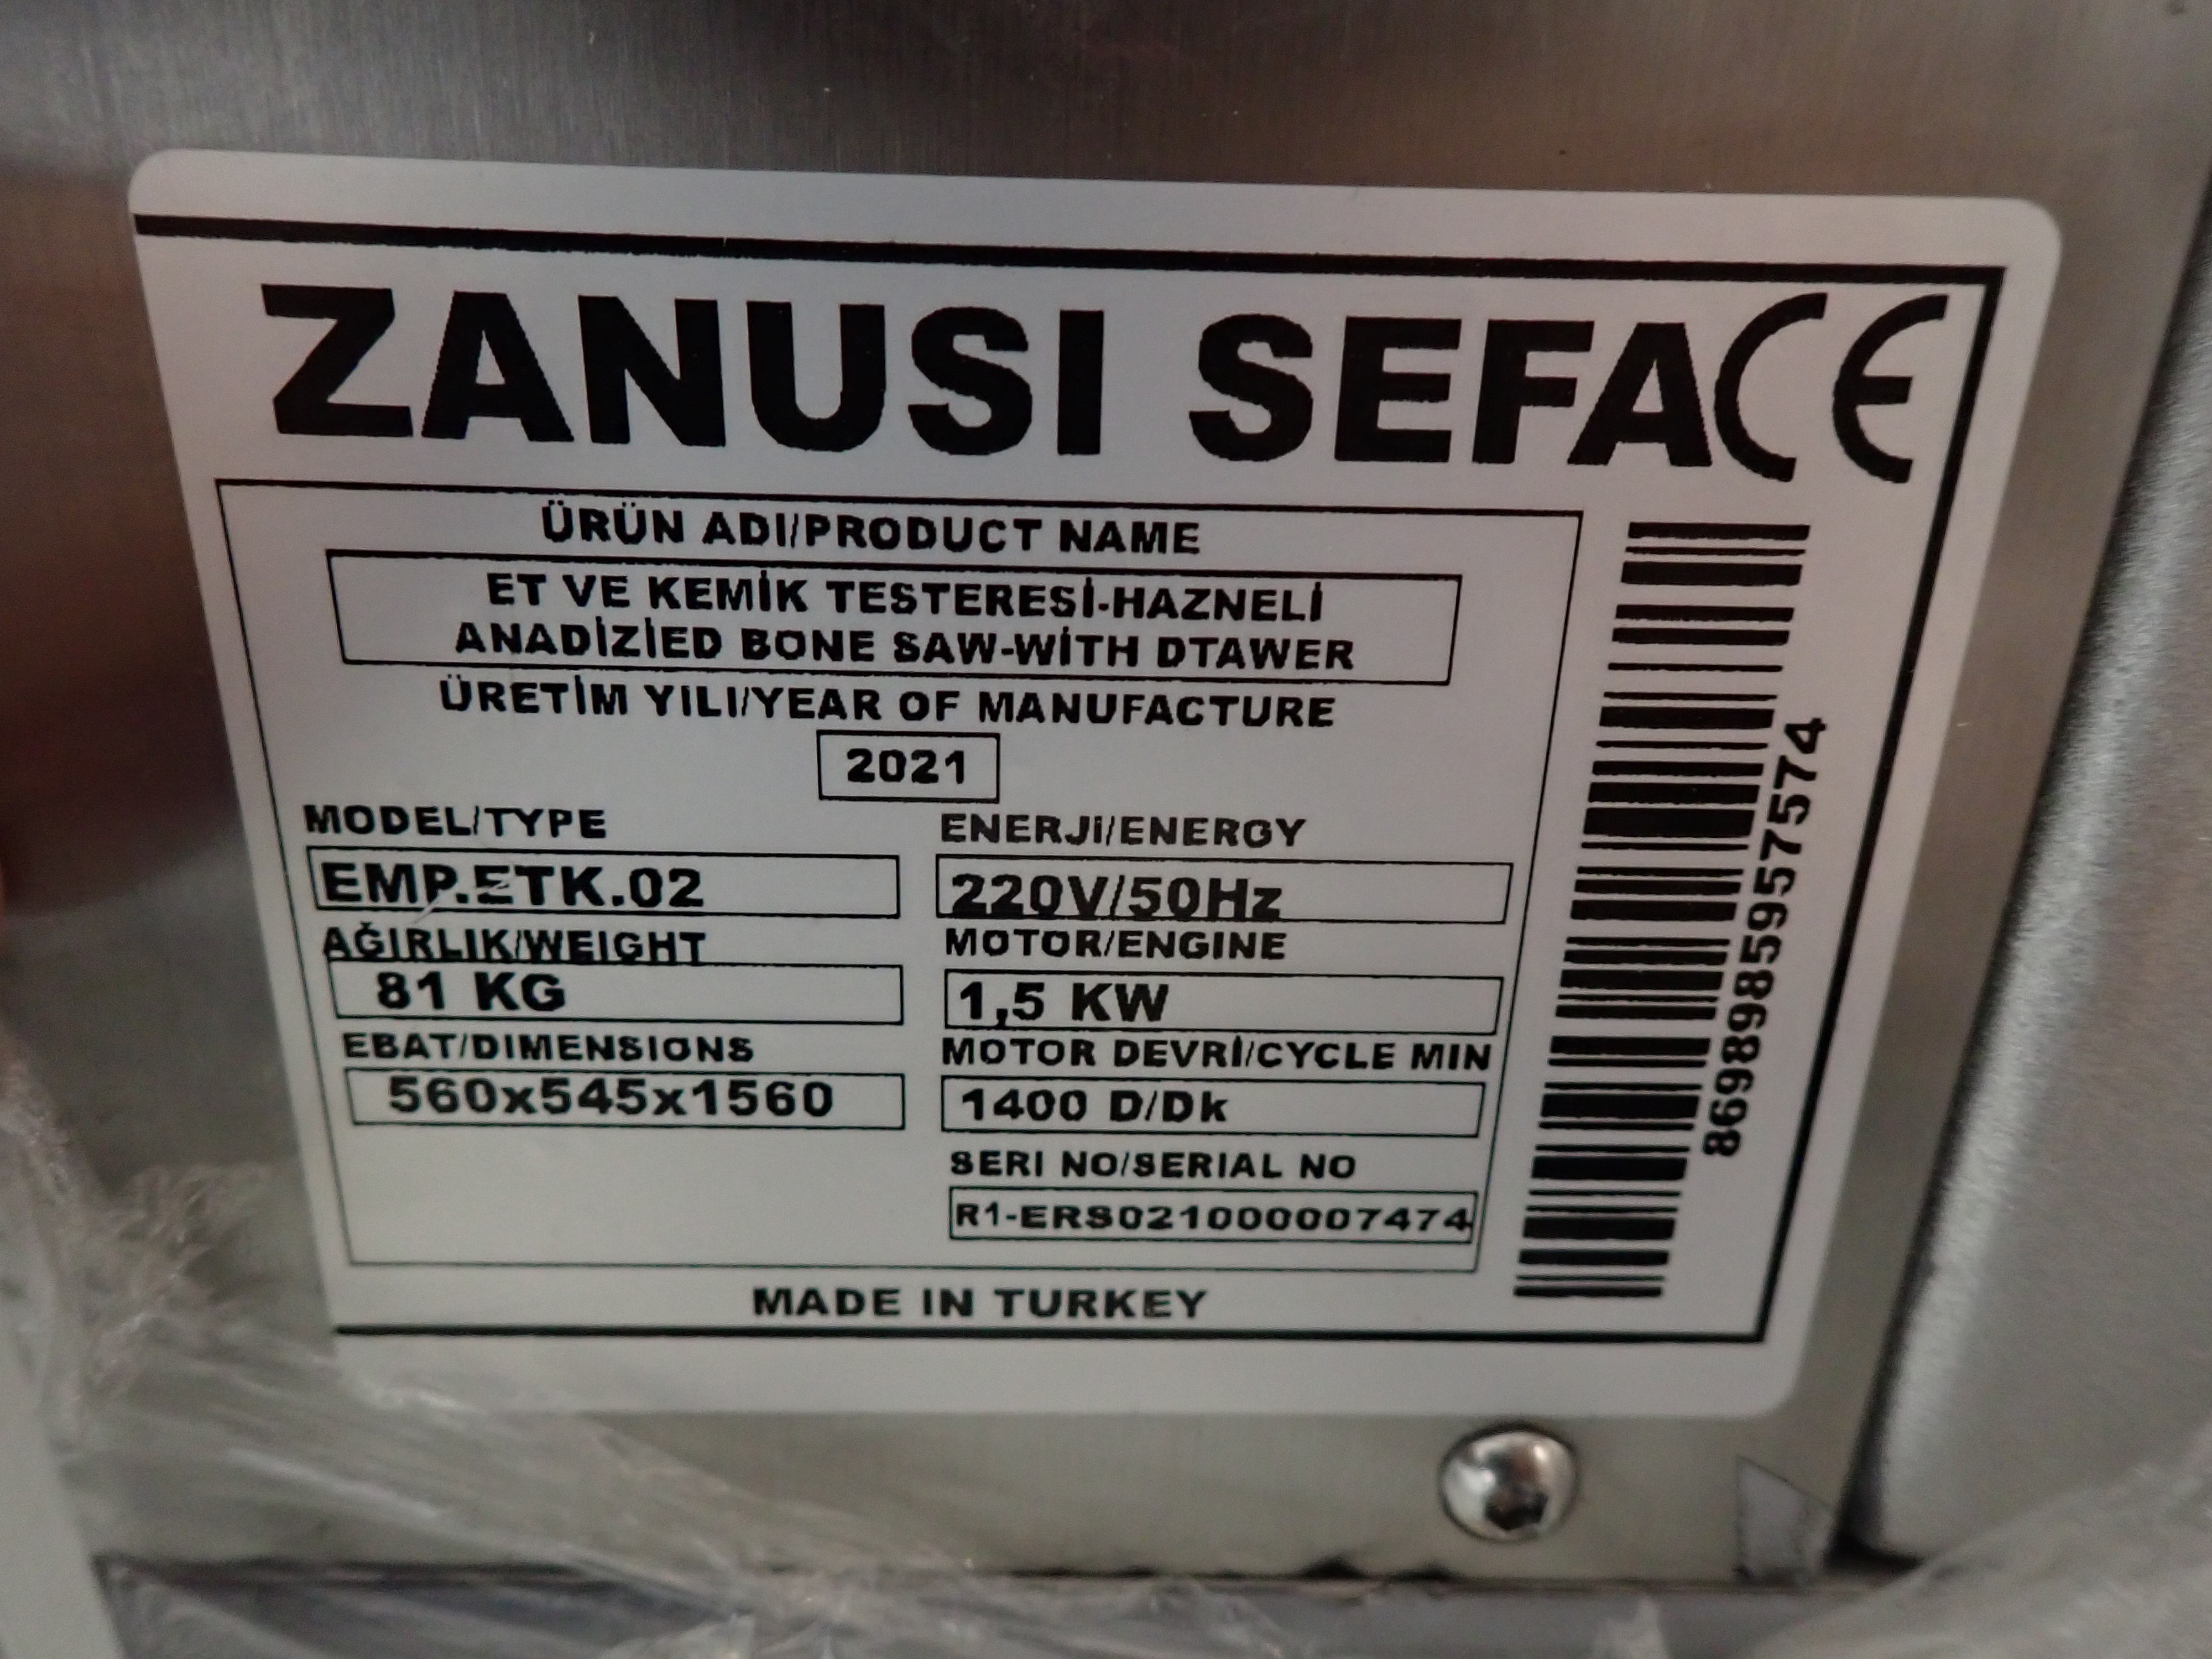 ZANUSI SEFA CE
ÜRÜN ADI/PRODUCT NAME
ET VE KEMİK TESTERESİ-HAZNELİ
ANADİZİED BONE SAW-WİTH DTAWER
ÜRETİM YILI/YEAR OF MANUFACTURE
2021
MODEL/TYPE
EMP.ETK.02
AĞIRLIK/WEIGHT
81 KG
EBAT/DIMENSIONS
560x545x1560
ENERJİ/ENERGY
220V/50Hz
MOTOR/ENGINE
1,5 KW
MOTOR DEVRİ/CYCLE MIN
1400 D/Dk
SERI NO/SERIAL NO
R1-ERS021000007474
MADE IN TURKEY
8698985957574